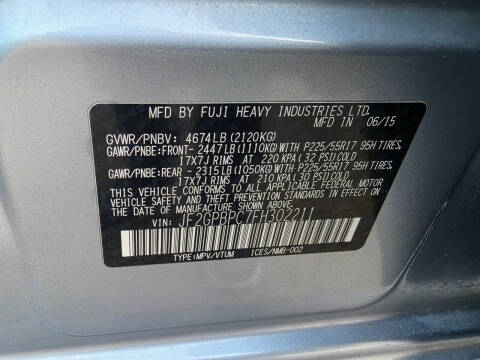 MFD BY FUJI HEAVY INDUSTRIES LTD.
MFD IN 06/15
GVWR/PNBV: 4674LB(2120KG)
GAWR/PNBE:FRONT- 2447LB(1110KG)WITH P225/55R17 95H TIRES,
17X7J RIMS AT 220 KPA(32 PSI)COLD
GAWR/PNBE:REAR - 2315LB(1050KG)WITH P225/55R17 95H TIRES,
17X7J RIMS AT 210 KPA(30 PSI)COLD
THIS VEHICLE CONFORMS TO ALL APPLICABLE FEDERAL MOTOR
VEHICLE SAFETY AND BUMPER STANDARDS IN EFFECT ON
THE DATE OF MANUFACTURE SHOWN ABOVE.
VIN: JF2GPBPC7FH302211
TYPE:MPV/VTUM ICES/NMB-002